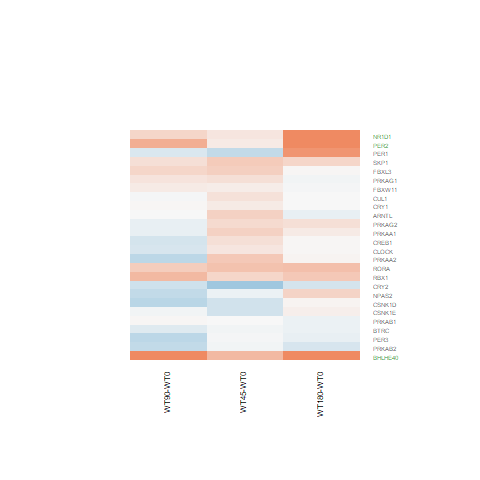 NR1D1
PER2
PER1
SKP1
FBXL3
PRKAG1
FBXW11
CUL1
CRY1
ARNTL
PRKAG2
PRKAA1
CREB1
CLOCK
PRKAA2
RORA
RBX1
CRY2
NPAS2
CSNK1D
CSNK1E
PRKAB1
BTRC
PER3
PRKAB2
BHLHE40
WT90-WT0
WT45-WT0
WT180-WT0